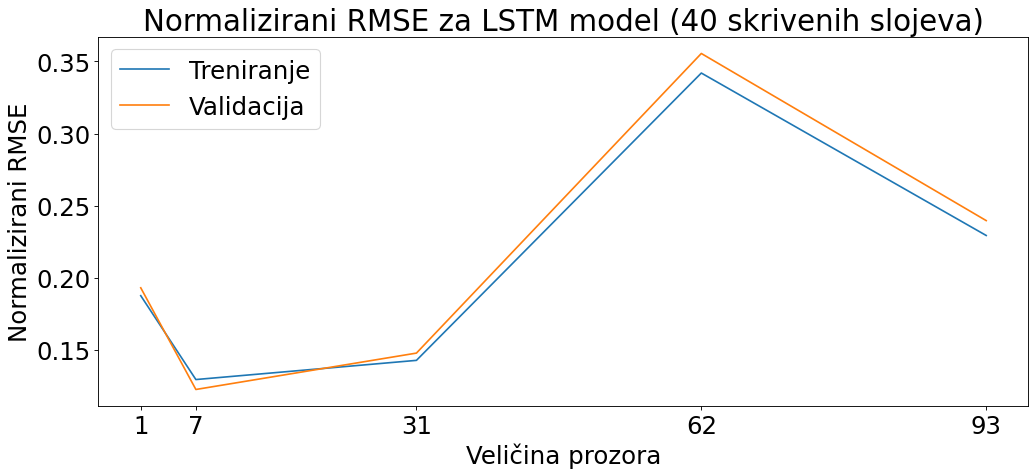 Normalizirani RMSE za LSTM model (40 skrivenih slojeva)
Treniranje
Validacija
Normalizirani RMSE
0.35
0.30
0.25
0.20
0.15
1 7 31 62 93
Veličina prozora